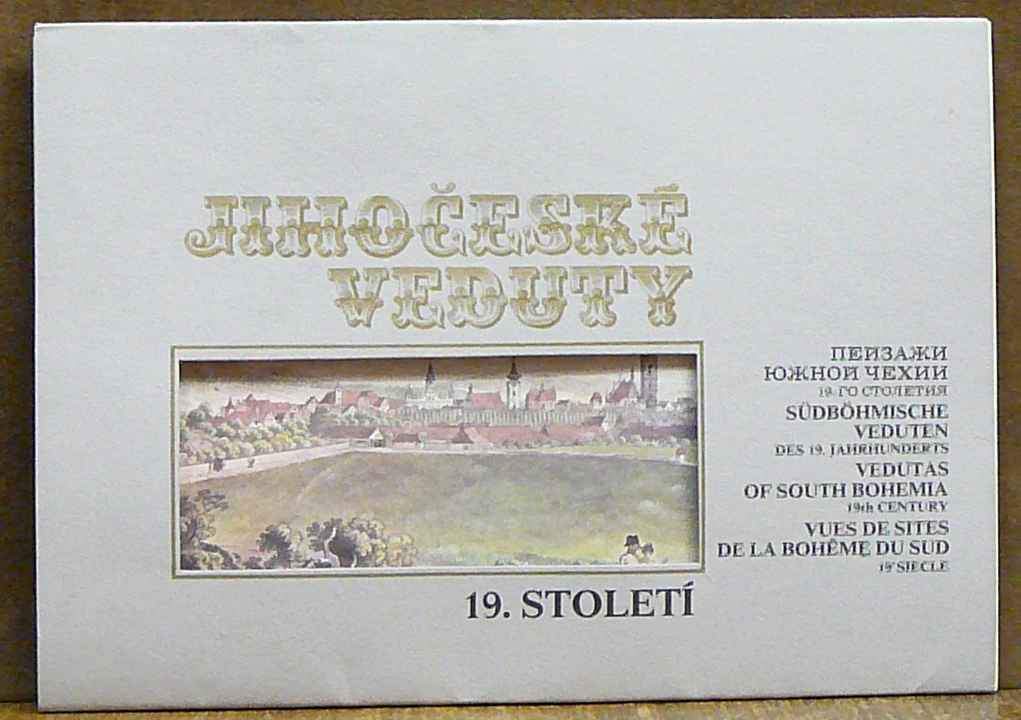 JIHOČESKÉ
VEDUTY
19. STOLETÍ
ПЕЙЗАЖИ
ЮЖНОЙ ЧЕХИИ
19-ГО СТОЛЕТИЯ
SÜDBÖHMISCHE
VEDUTEN
DES 19. JAHRHUNDERTS
VEDUTAS
OF SOUTH BOHEMIA
19th CENTURY
VUES DE SITES
DE LA BOHÊME DU SUD
19e SIECLE